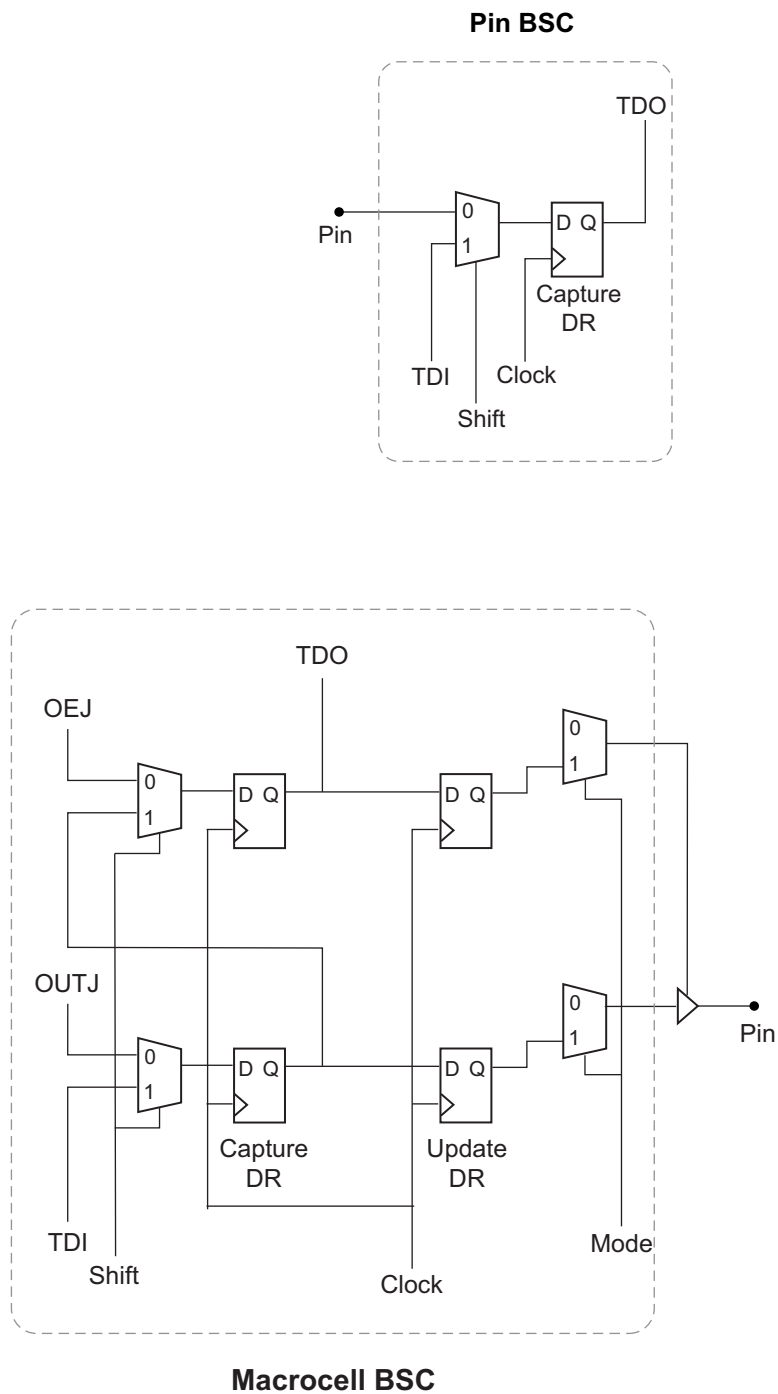 Pin BSC
TDO
0
Pin
1
D Q
Capture
DR
TDI
Clock
Shift
TDO
OEJ
0
1
D Q
D Q
0
1
OUTJ
0
1
D Q
D Q
0
1
Pin
Capture
DR
Update
DR
TDI
Shift
Clock
Mode
Macrocell BSC